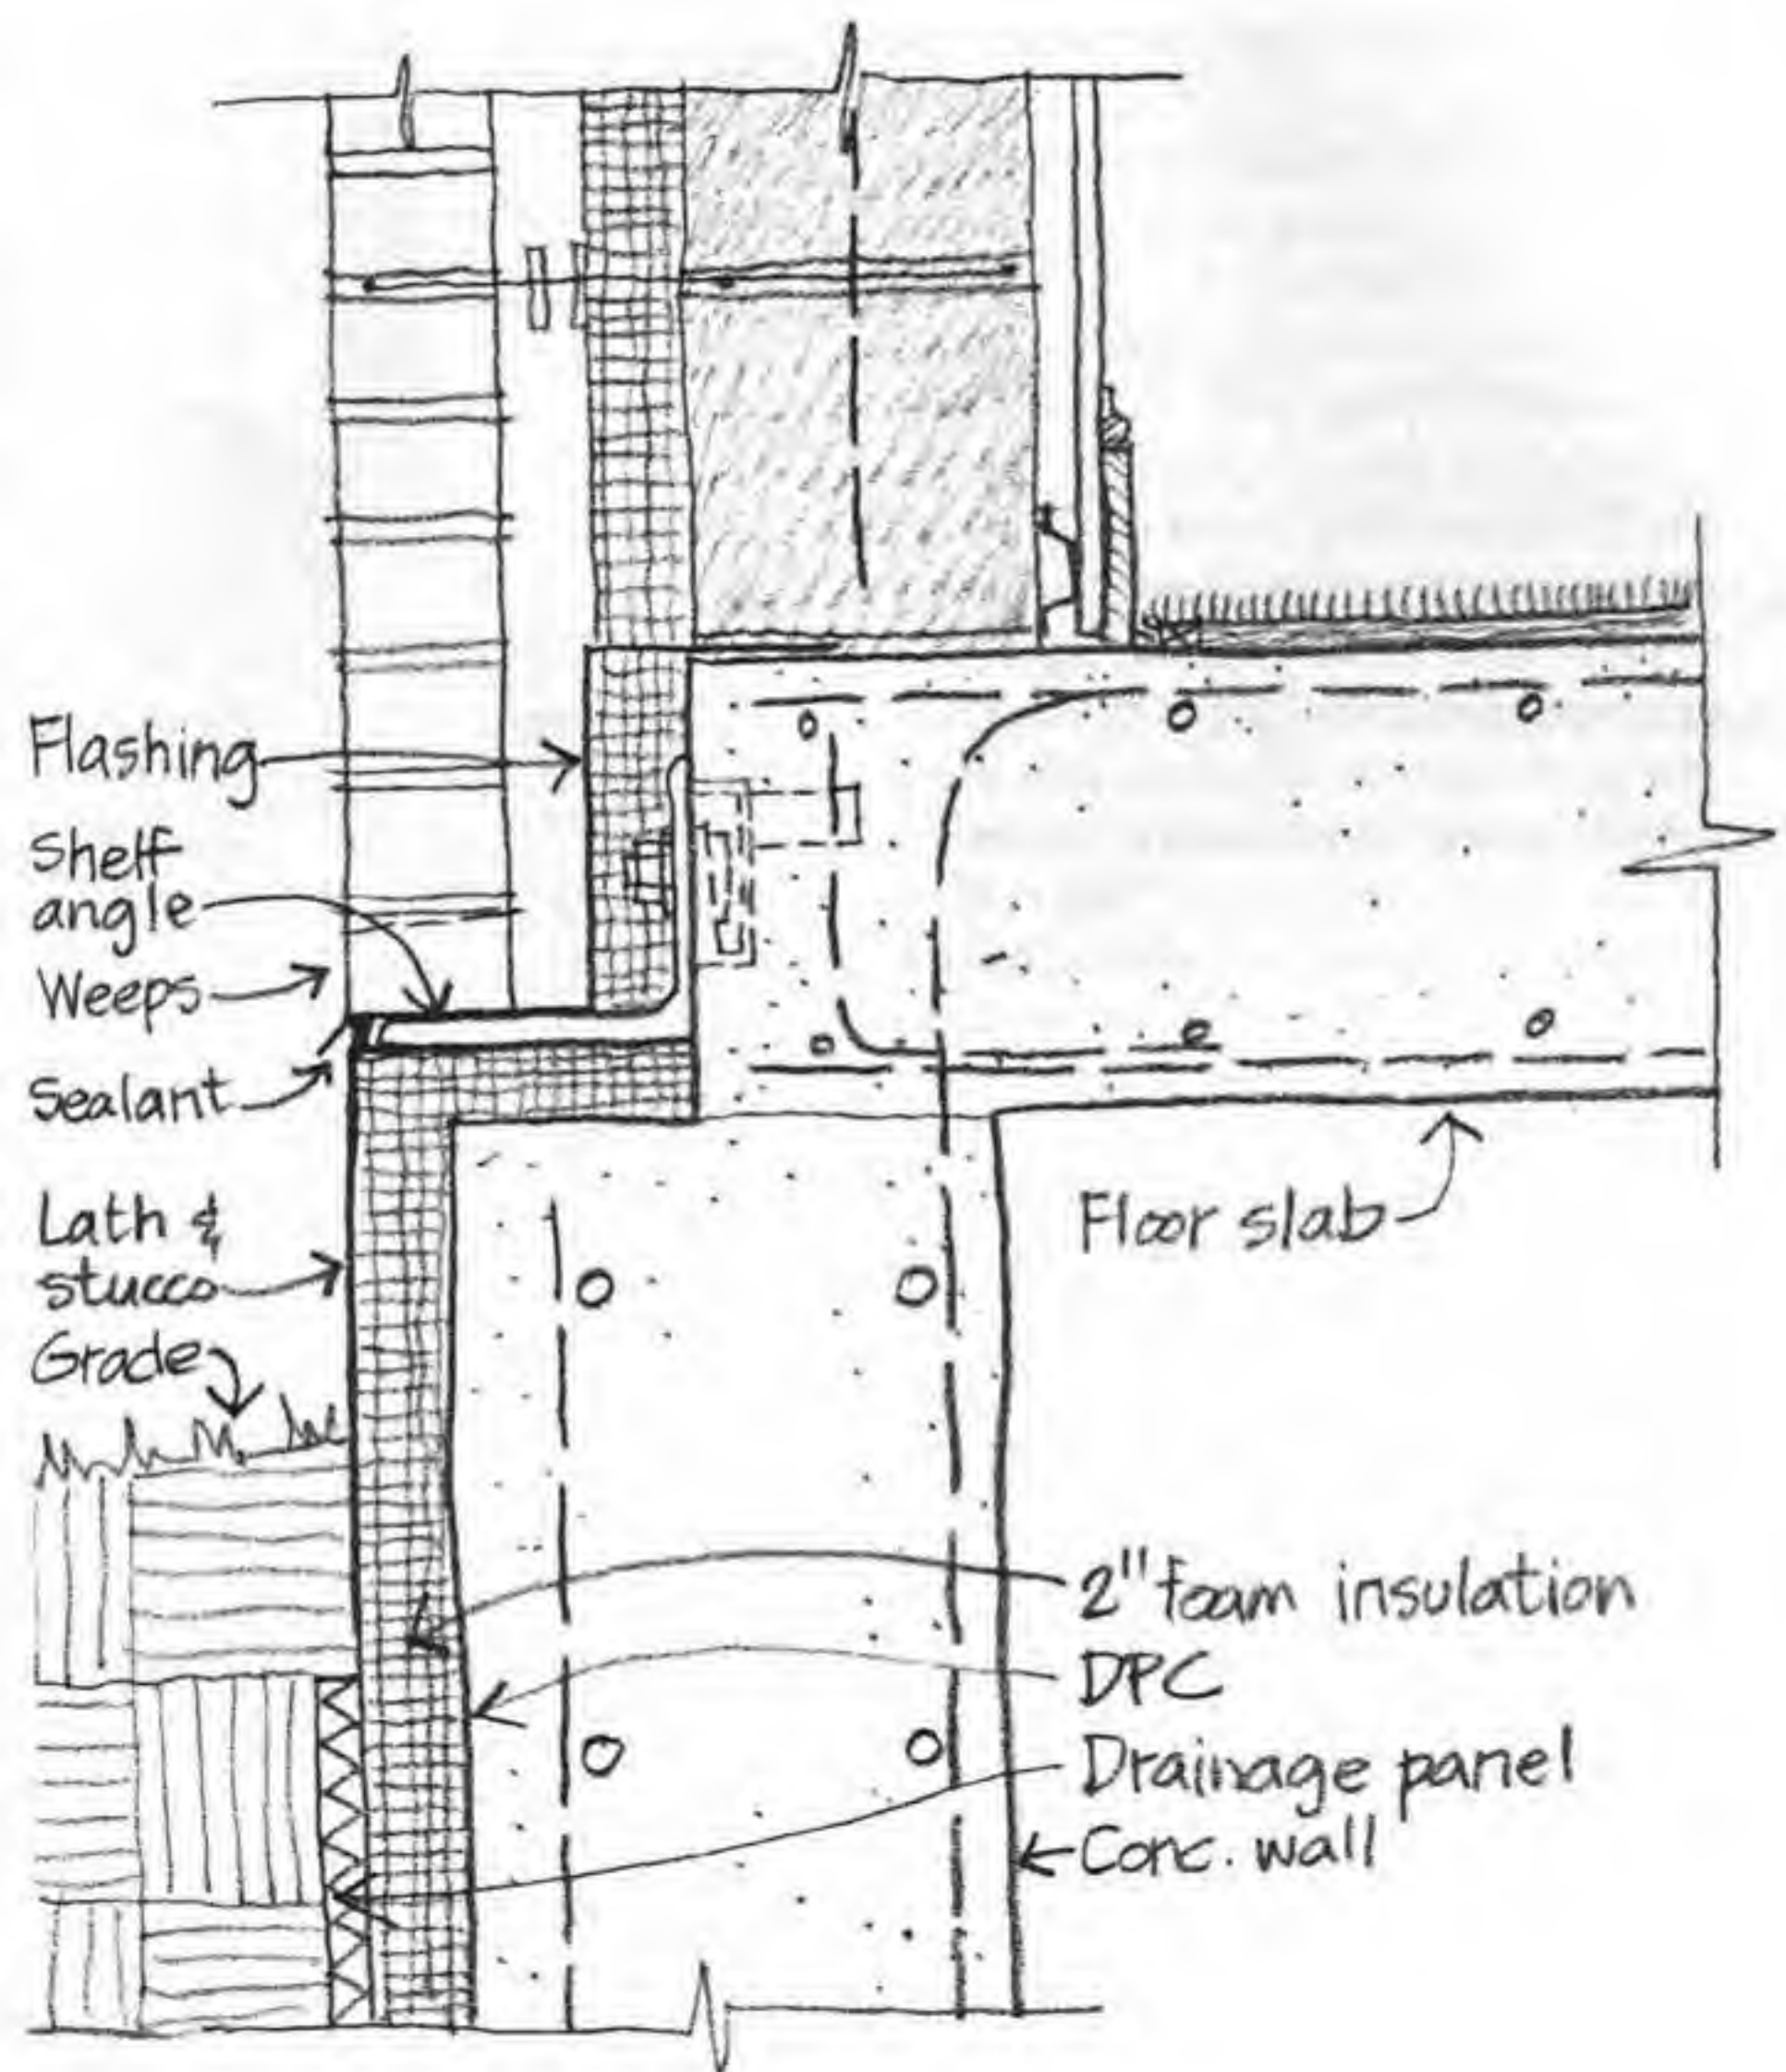 Flashing
Shelf
angle
Weeps
Sealant
Lath &
stucco
Grade
Floor slab
2" foam insulation
DPC
Drainage panel
Conc. wall